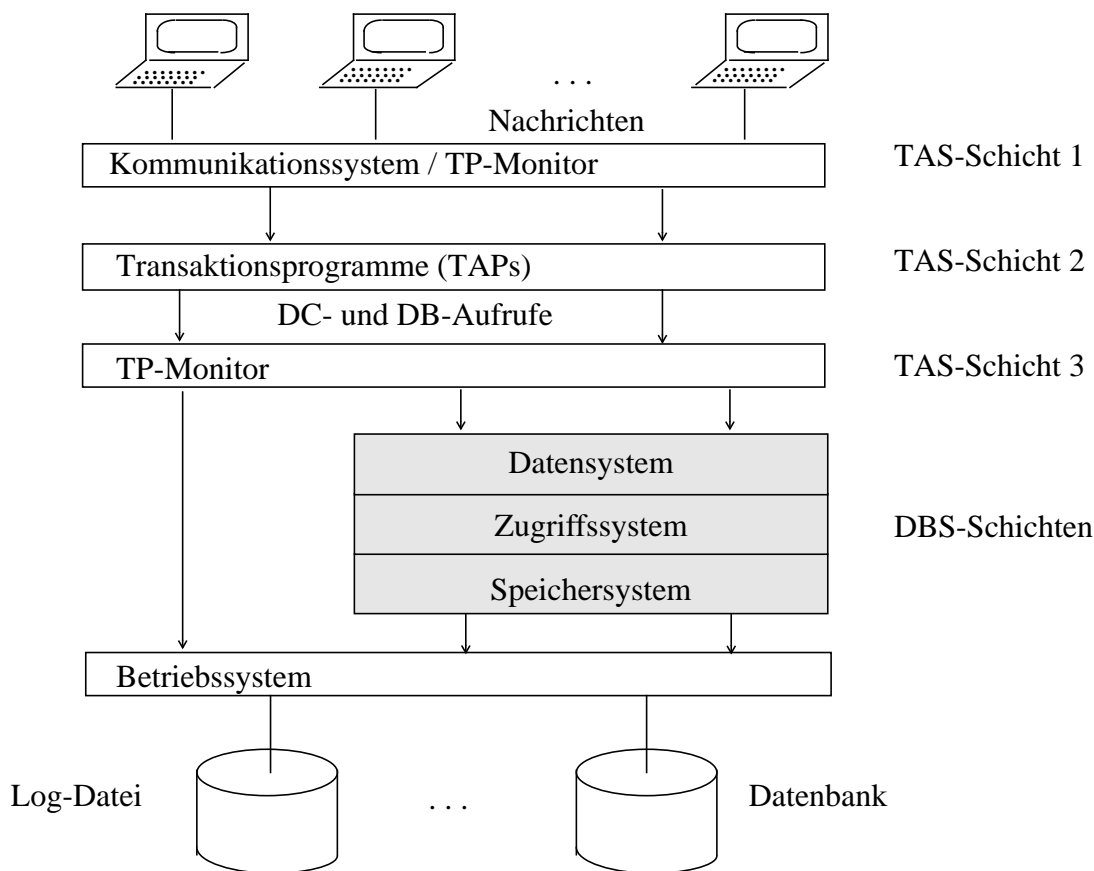 . . .
Nachrichten
Kommunikationssystem / TP-Monitor
TAS-Schicht 1
Transaktionsprogramme (TAPs)
TAS-Schicht 2
DC- und DB-Aufrufe
TP-Monitor
TAS-Schicht 3
Datensystem
Zugriffssystem
DBS-Schichten
Speichersystem
Betriebssystem
Log-Datei
. . .
Datenbank